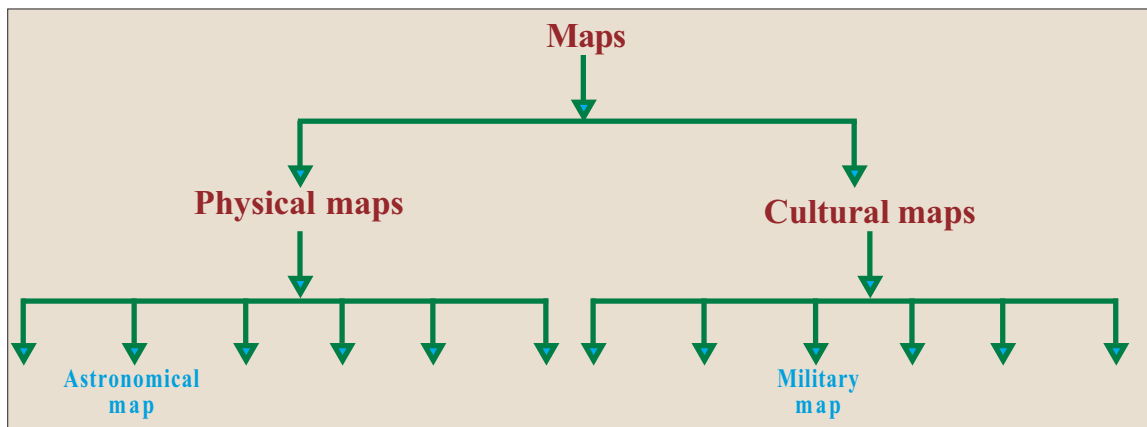 Maps
Physical maps
Cultural maps
Astronomical
map
Military
map